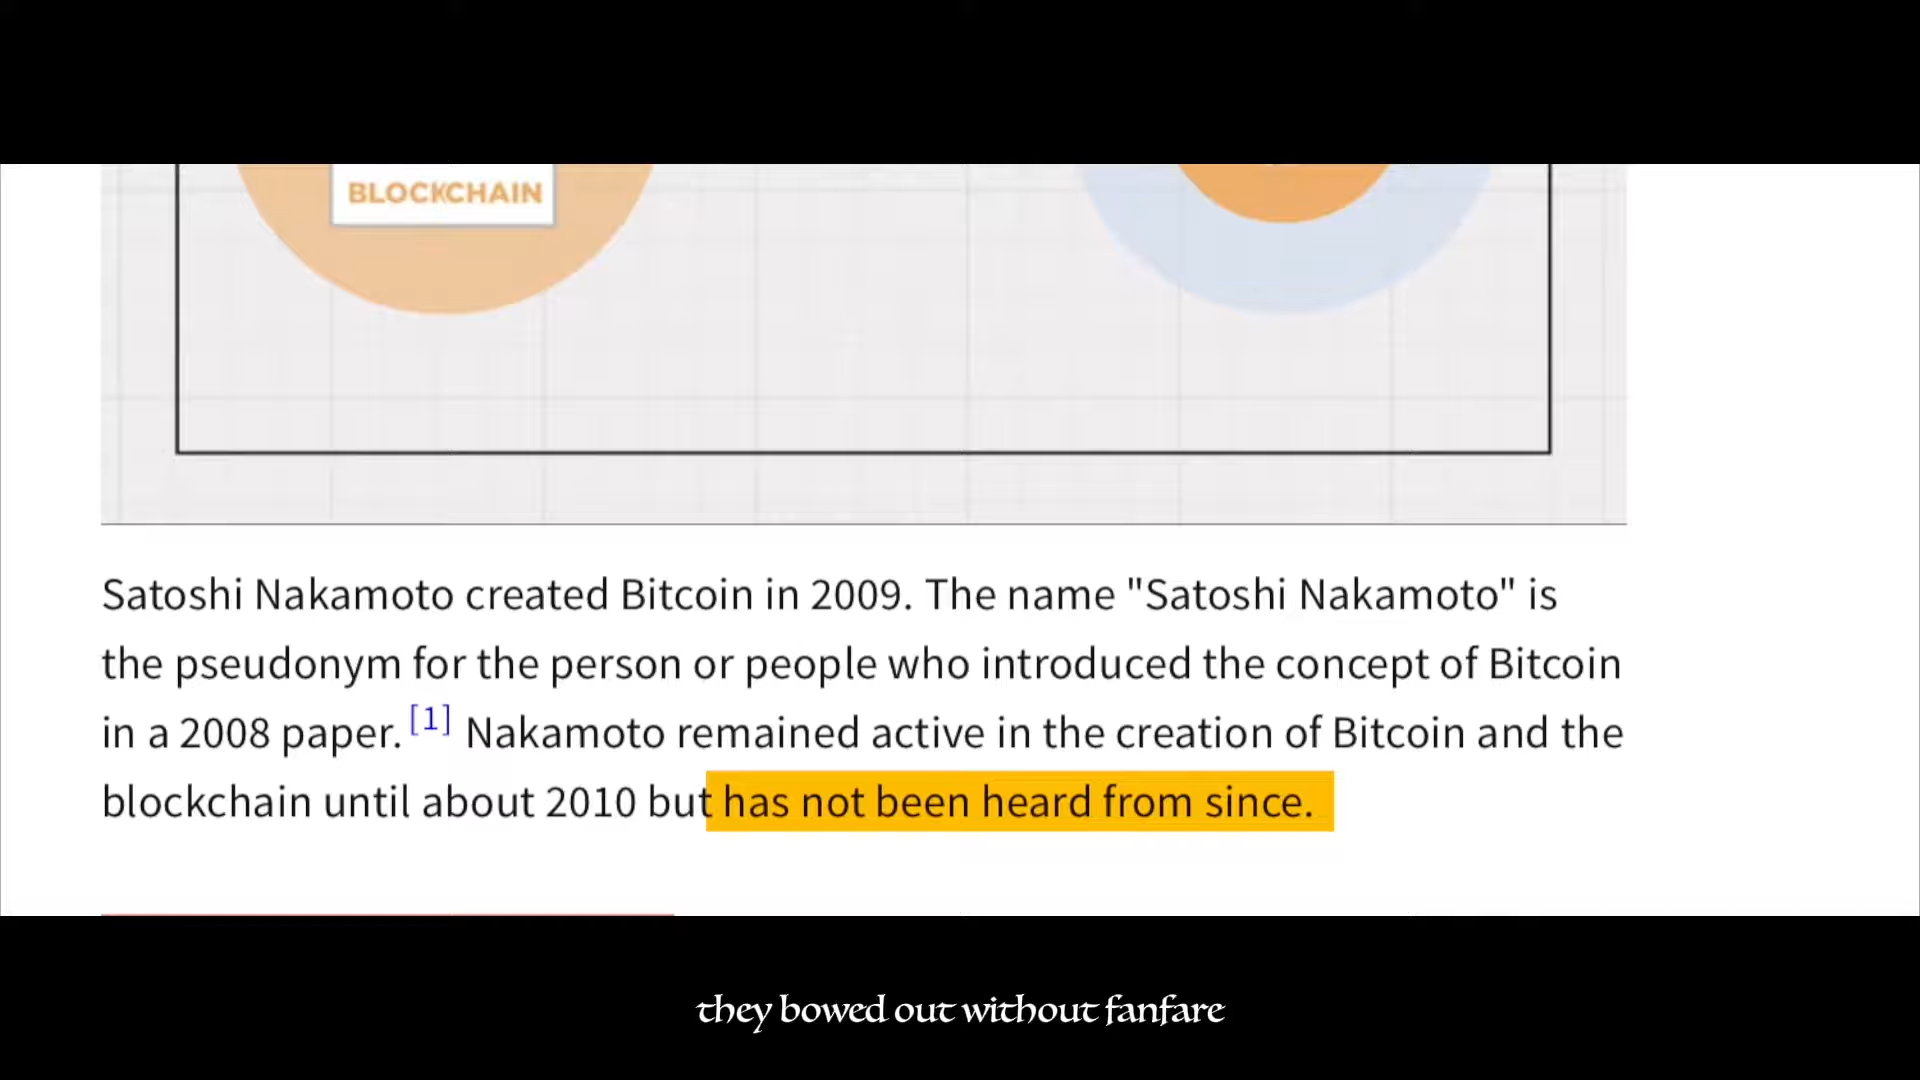 BLOCKCHAIN
Satoshi Nakamoto created Bitcoin in 2009. The name "Satoshi Nakamoto" is
the pseudonym for the person or people who introduced the concept of Bitcoin
in a 2008 paper. [1] Nakamoto remained active in the creation of Bitcoin and the
blockchain until about 2010 but has not been heard from since.
they bowed out without fanfare